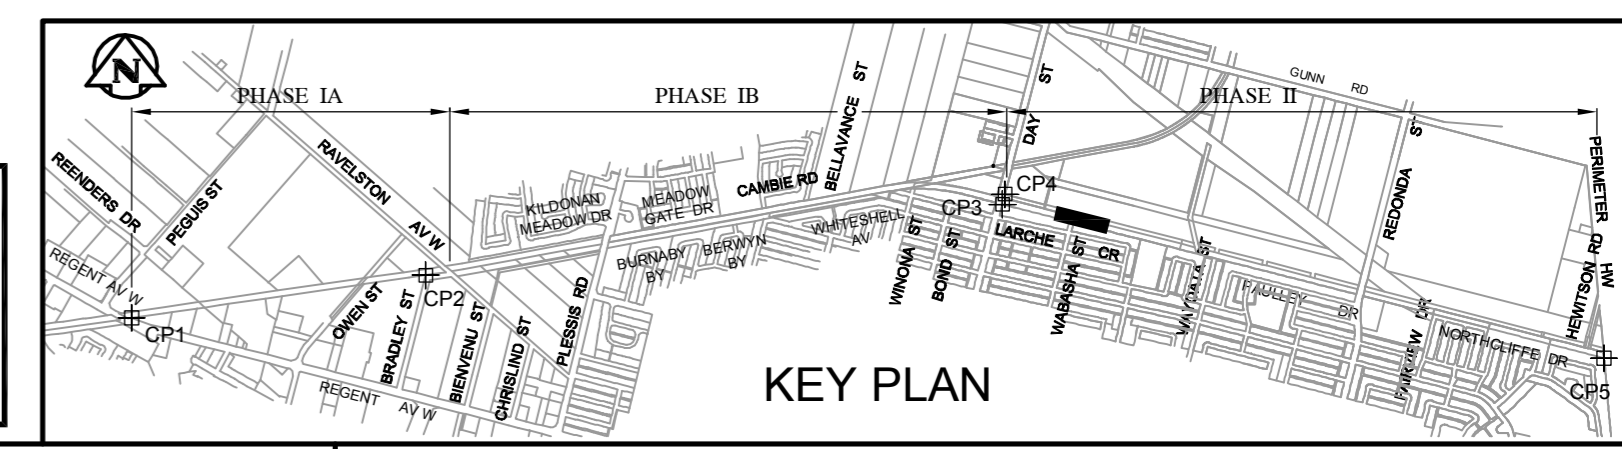 N
PHASE IA
PHASE IB
PHASE II
GUNN RD
REENDERS DR
PEGUIS ST
RAVELSTON AV W
REGENT AV W
KILDONAN
MEADOW DR
MEADOW
GATE DR
CAMBIE RD
BELLAVANCE ST
DAY ST
REDONDA ST
PERIMETER HW
HEWITSON RD
CP1
OWEN ST
BRADLEY ST
CP2
BIENVENU ST
CHRISLIND ST
PLESSIS RD
REGENT AV W
BURNABY
BY
BERWYN
BY
WHITESHELL
AV
WINONA ST
BOND ST
CP3
CP4
LARCHE CR
WABASHA ST
PAULLEY DR
NORTHCLIFFE DR
CP5
KEY PLAN